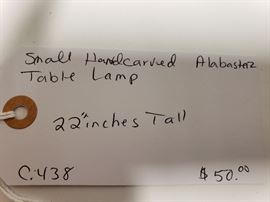 Small Handcarved Alabaster
Table Lamp
22" inches Tall
C.438 $50.00